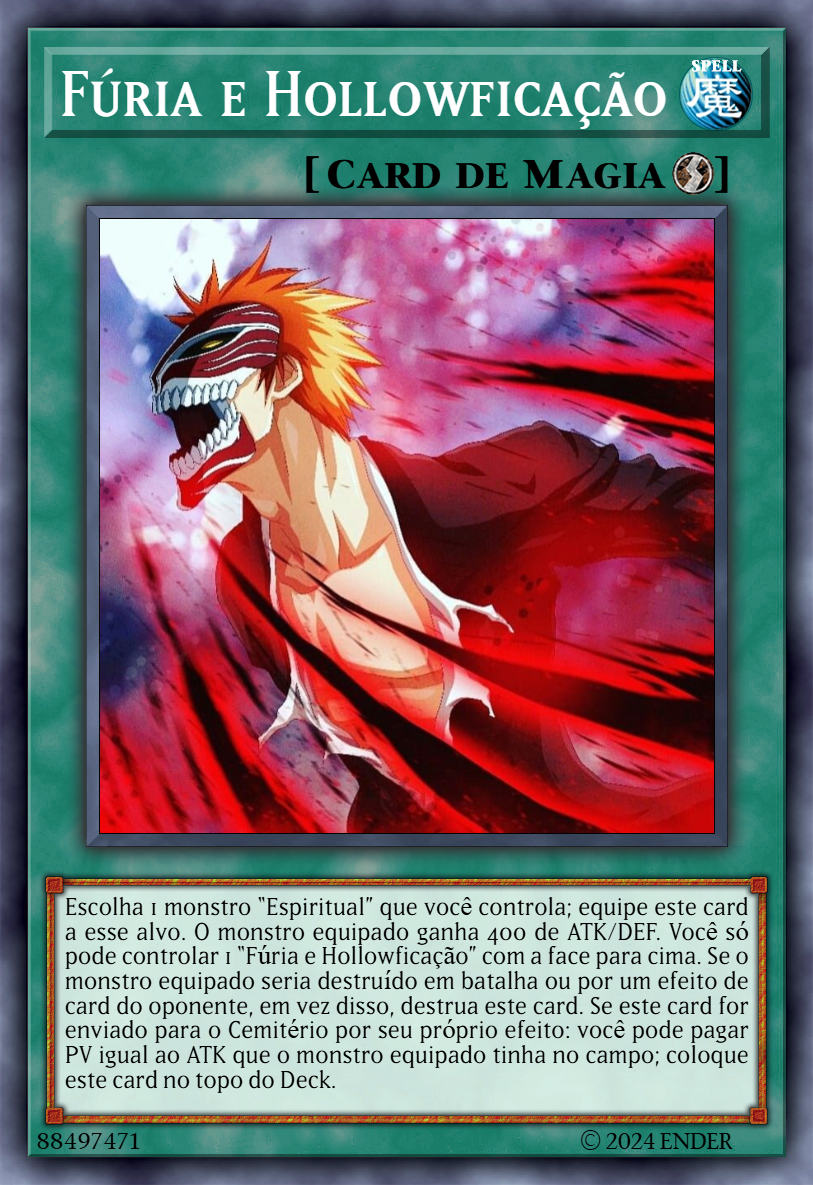 Fúria e Hollowficação
SPELL
魔
[Card de Magia]
Escolha 1 monstro "Espiritual" que você controla; equipe este card
a esse alvo. O monstro equipado ganha 400 de ATK/DEF. Você só
pode controlar 1 "Fúria e Hollowficação" com a face para cima. Se o
monstro equipado seria destruído em batalha ou por um efeito de
card do oponente, em vez disso, destrua este card. Se este card for
enviado para o Cemitério por seu próprio efeito: você pode pagar
PV igual ao ATK que o monstro equipado tinha no campo; coloque
este card no topo do Deck.
88497471
© 2024 ENDER